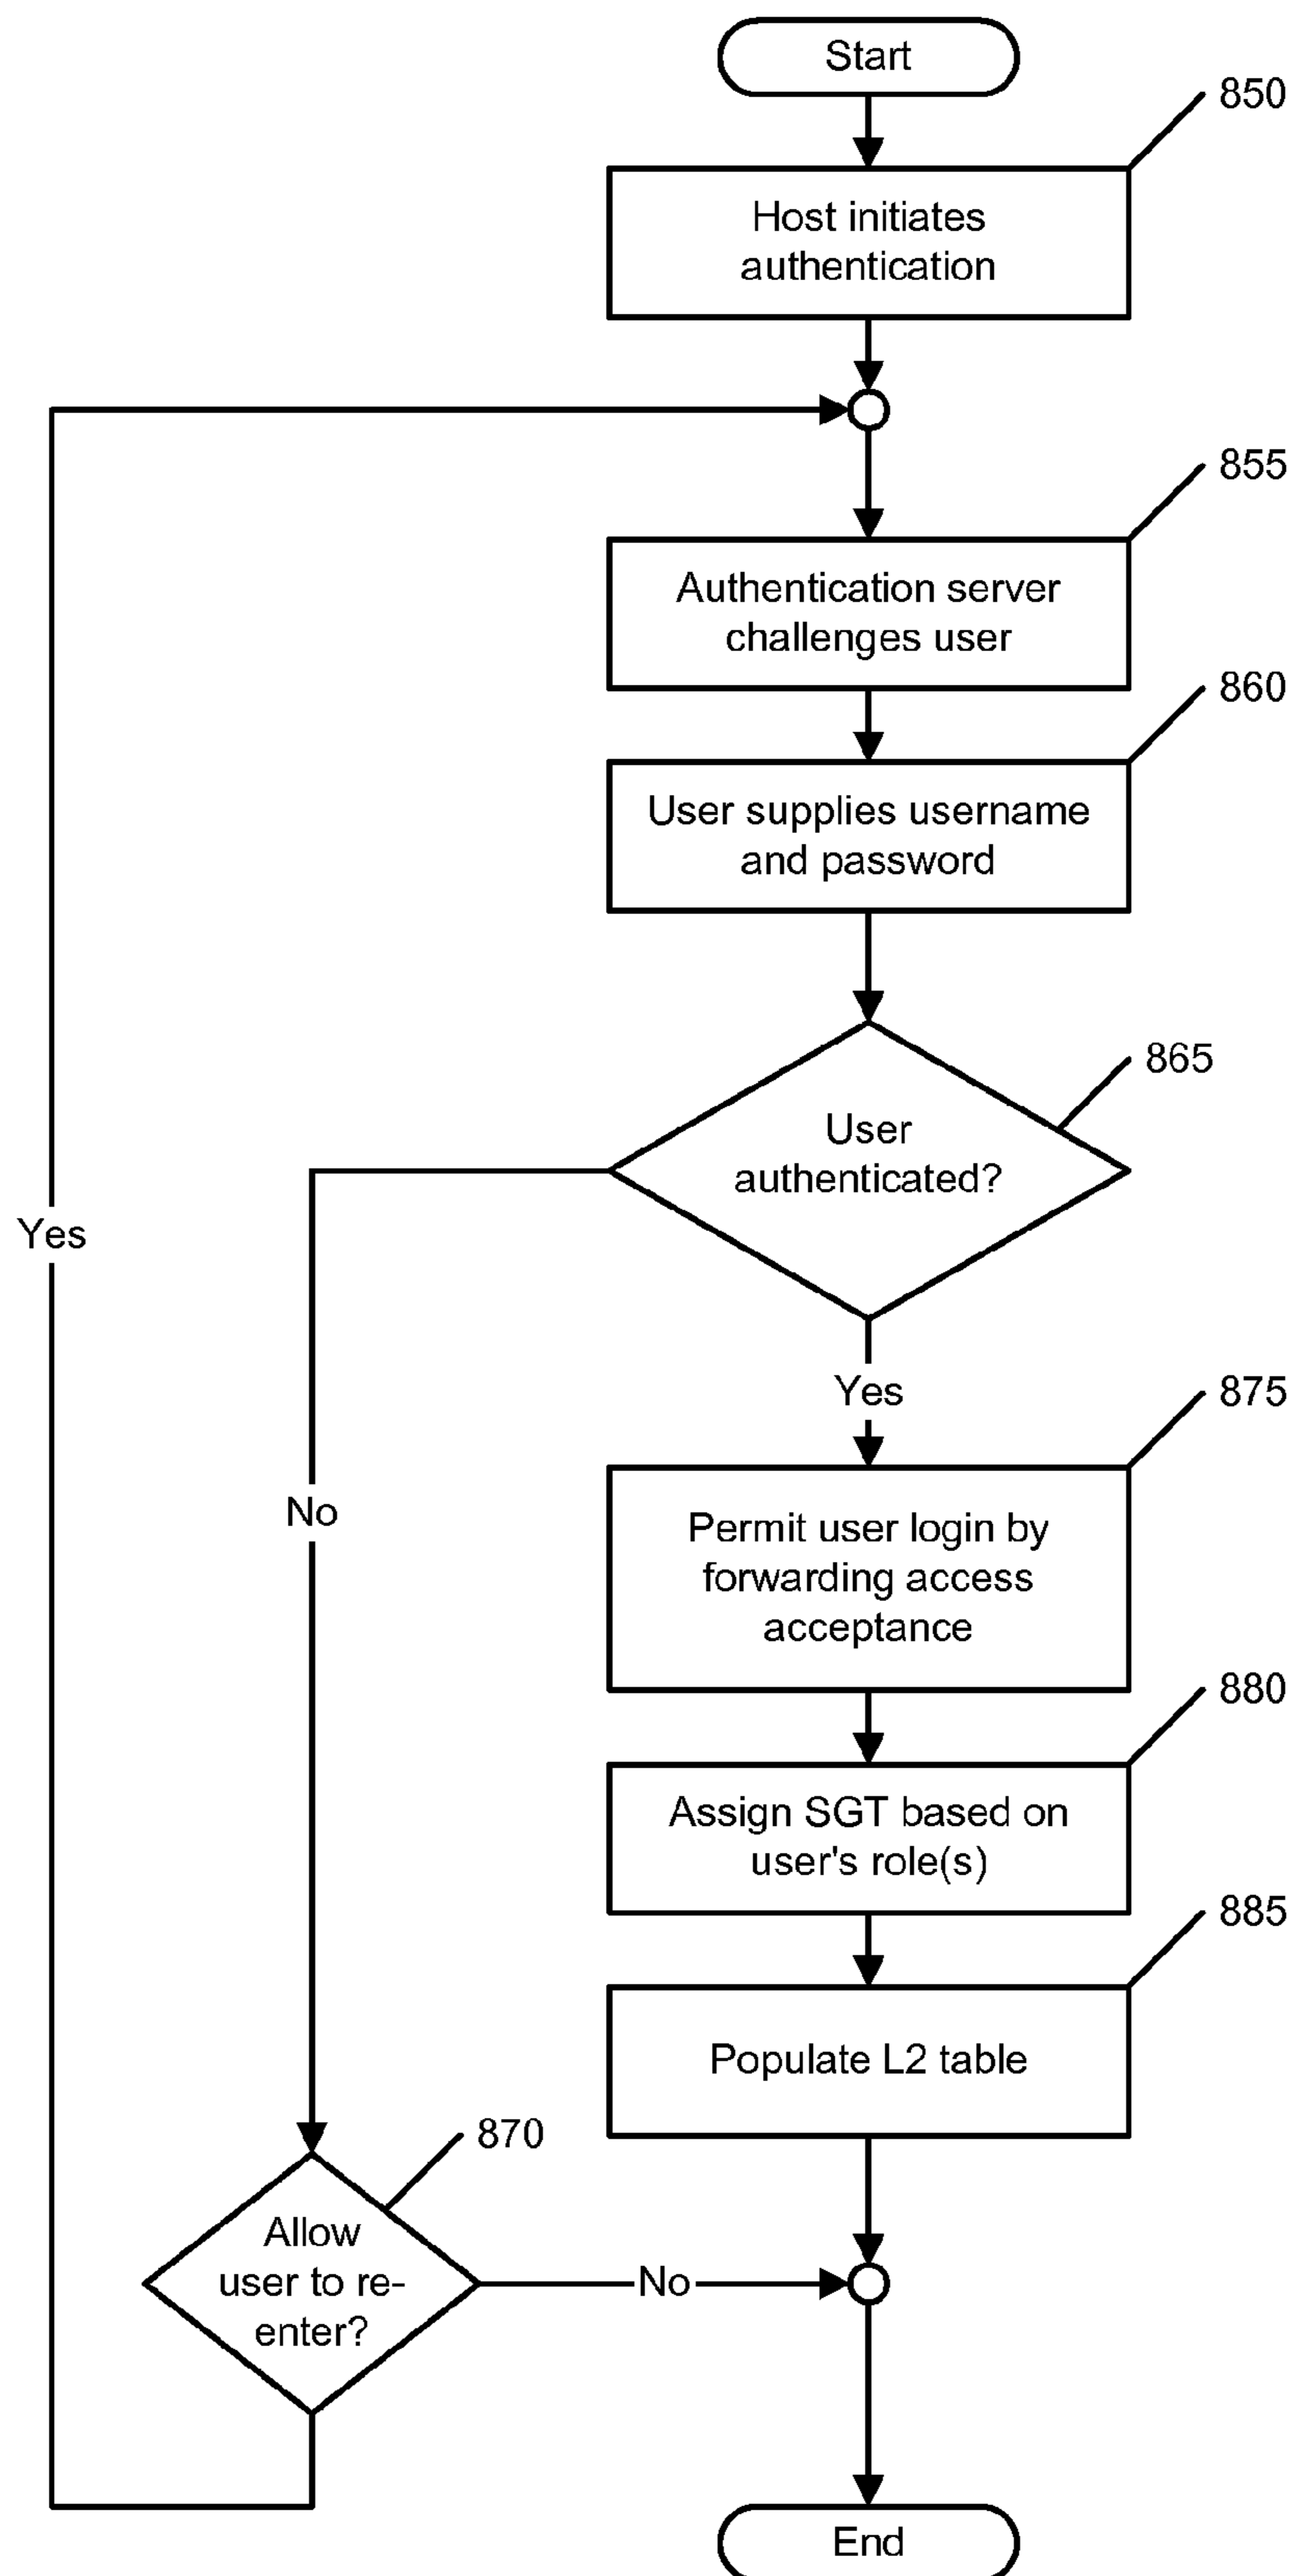 Start
850
Host initiates
authentication
855
Authentication server
challenges user
860
User supplies username
and password
865
User
authenticated?
Yes
Yes
875
No
Permit user login by
forwarding access
acceptance
880
Assign SGT based on
user's role(s)
885
Populate L2 table
870
Allow
user to re-
enter?
No
End